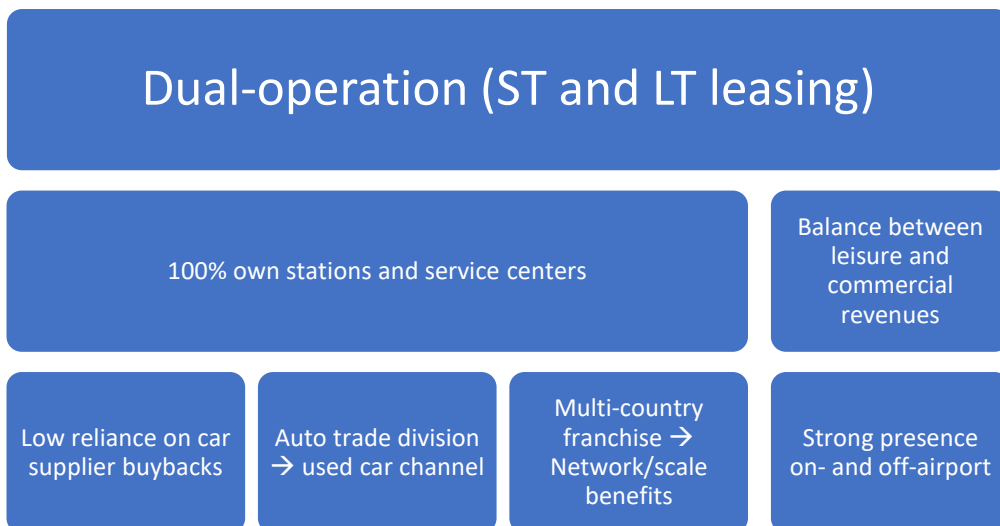 Dual-operation (ST and LT leasing)
100% own stations and service centers
Balance between
leisure and
commercial
revenues
Low reliance on car
supplier buybacks
Auto trade division
→ used car channel
Multi-country
franchise →
Network/scale
benefits
Strong presence
on- and off-airport